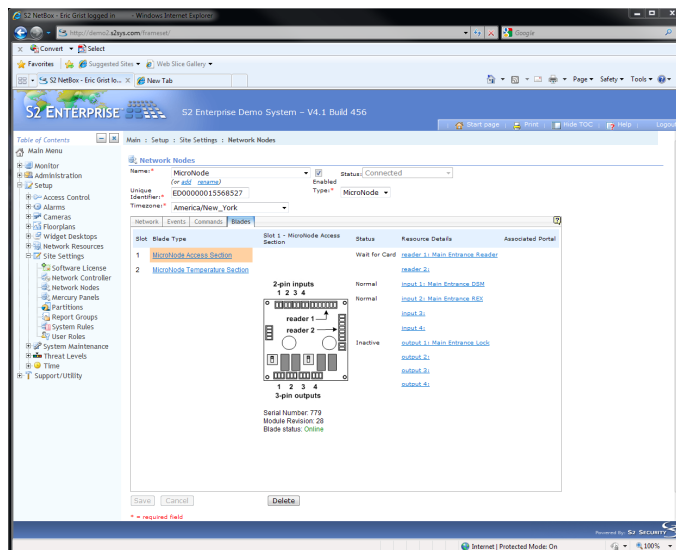 S2 NetBox - Eric Grist logged in - Windows Internet Explorer
http://demo2.s2sys.com/frameset/
Google
x Convert Select
Favorites Suggested Sites Web Slice Gallery
S2 NetBox - Eric Grist lo... New Tab
Page Safety Tools
S2 ENTERPRISE S2 Enterprise Demo System – V4.1 Build 456
Start page Print Hide TOC Help Logout
Table of Contents
Main : Setup : Site Settings : Network Nodes
Main Menu
Monitor
Administration
Setup
Access Control
Alarms
Cameras
Floorplans
Widget Desktops
Network Resources
Site Settings
Software License
Network Controller
Network Nodes
Mercury Panels
Partitions
Report Groups
System Rules
User Roles
System Maintenance
Threat Levels
Time
Support/Utility
Network Nodes
Name:* MicroNode Enabled Status: Connected
(or add rename)
Unique Identifier:* ED00000015568527 Type:* MicroNode
Timezone:* America/New_York
Network Events Commands Blades ?
Slot Blade Type Slot 1 - MicroNode Access Section Status Resource Details Associated Portal
1 MicroNode Access Section Wait for Card reader 1: Main Entrance Reader
2 MicroNode Temperature Section reader 2:
2-pin inputs Normal input 1: Main Entrance DSM
1 2 3 4
Normal input 2: Main Entrance REX
reader 1 input 3:
reader 2 input 4:
Inactive output 1: Main Entrance Lock
output 2:
output 3:
1 2 3 4 output 4:
3-pin outputs
Serial Number: 779
Module Revision: 28
Blade status: Online
Save Cancel Delete
* = required field
Powered By: S2 SECURITY
Internet | Protected Mode: On 100%